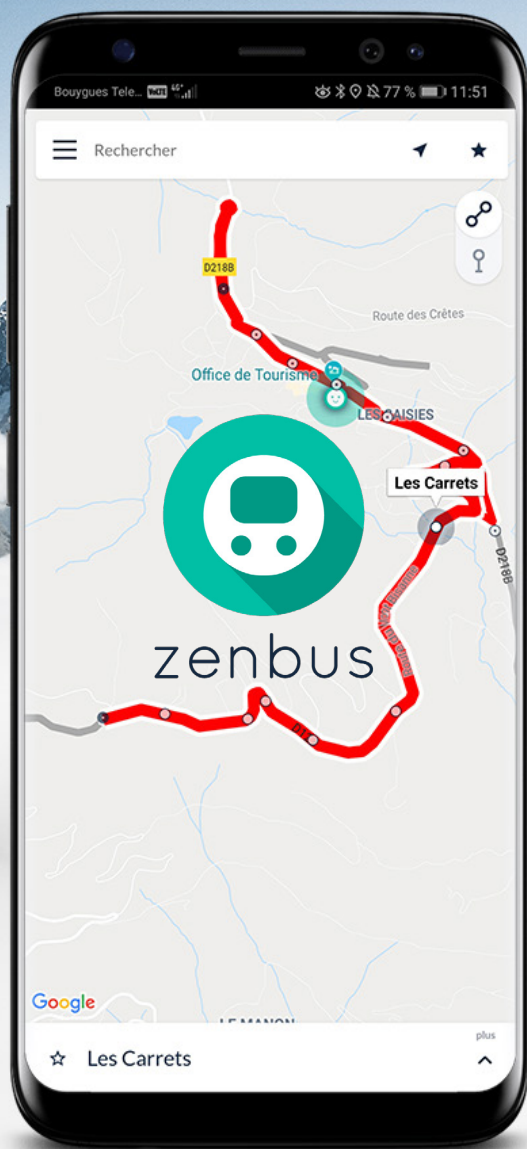 Bouygues Tele...
77 %
11:51
Rechercher
D218B
Route des Crêtes
Office de Tourisme
LES SAISIES
Les Carrets
D218B
zenbus
Google
LE MANON
plus
Les Carrets